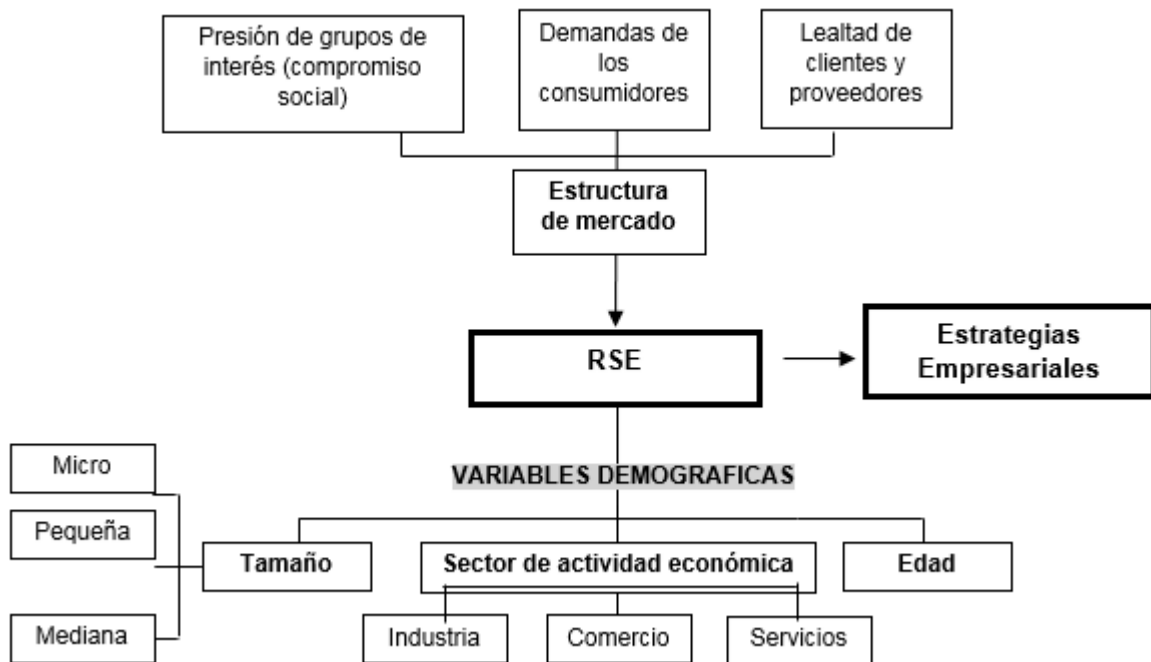 Presión de grupos de
interés (compromiso
social)
Demandas de
los
consumidores
Lealtad de
clientes y
proveedores
Estructura
de mercado
RSE
Estrategias
Empresariales
VARIABLES DEMOGRAFICAS
Micro
Pequeña
Mediana
Tamaño
Sector de actividad económica
Edad
Industria
Comercio
Servicios